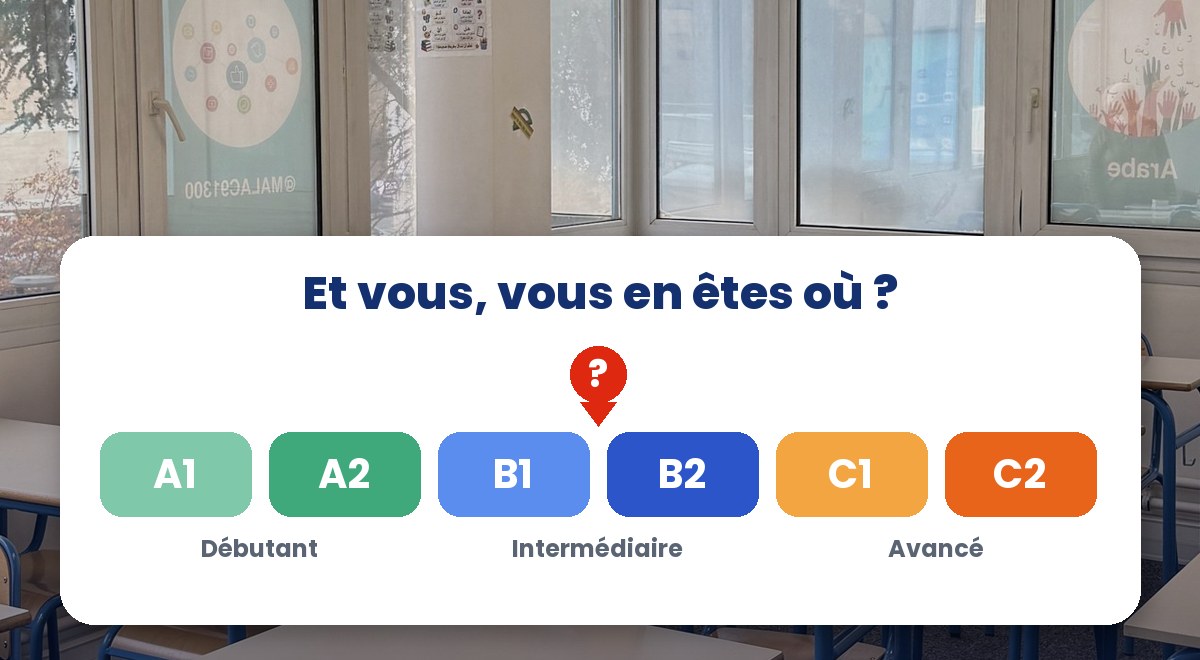 @MALAC91300
Arabe
Et vous, vous en êtes où ?
?
A1 A2 B1 B2 C1 C2
Débutant Intermédiaire Avancé